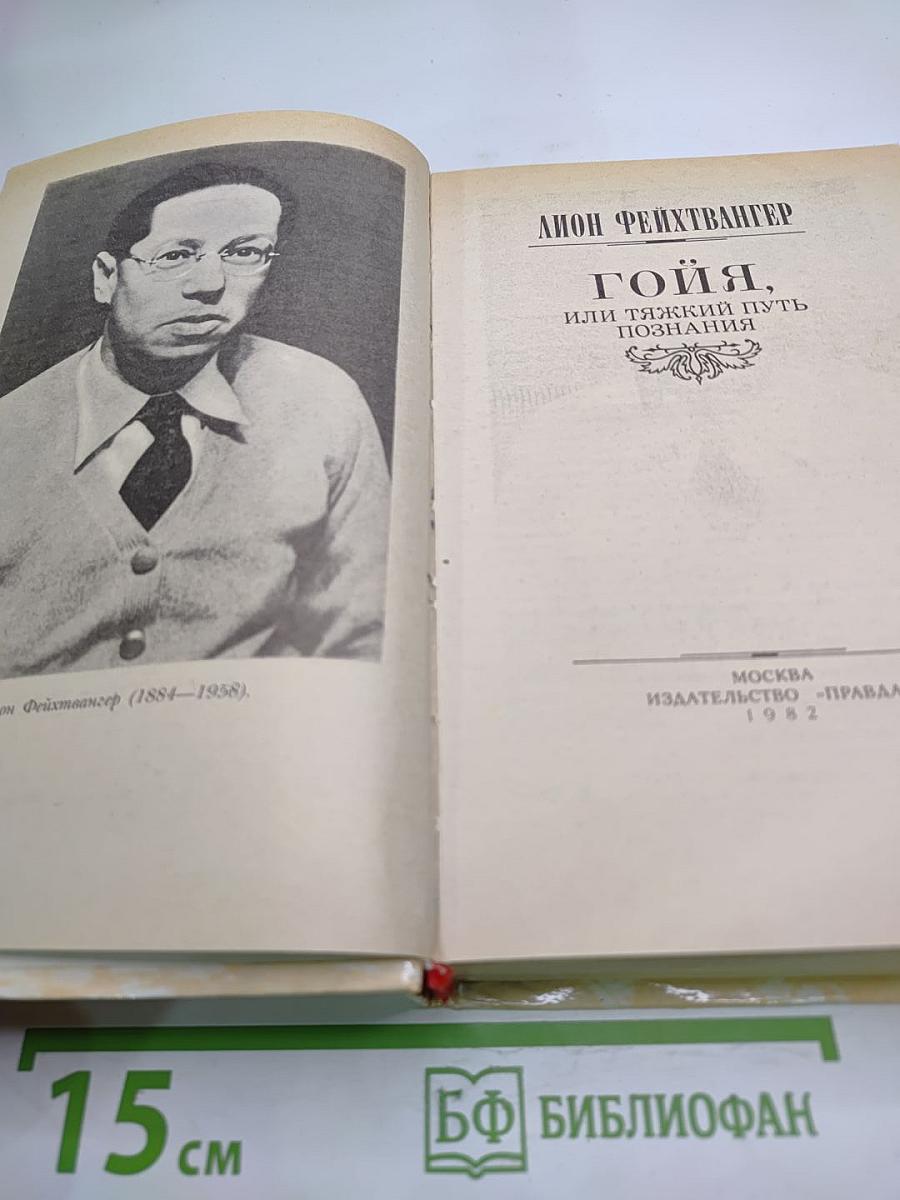 он Фейхтвангер (1884—1958).
ЛИОН ФЕЙХТВАНГЕР
ГОЙЯ,
ИЛИ ТЯЖКИЙ ПУТЬ
ПОЗНАНИЯ
МОСКВА
ИЗДАТЕЛЬСТВО «ПРАВДА
1982
15 см
БФ БИБЛИОФАН